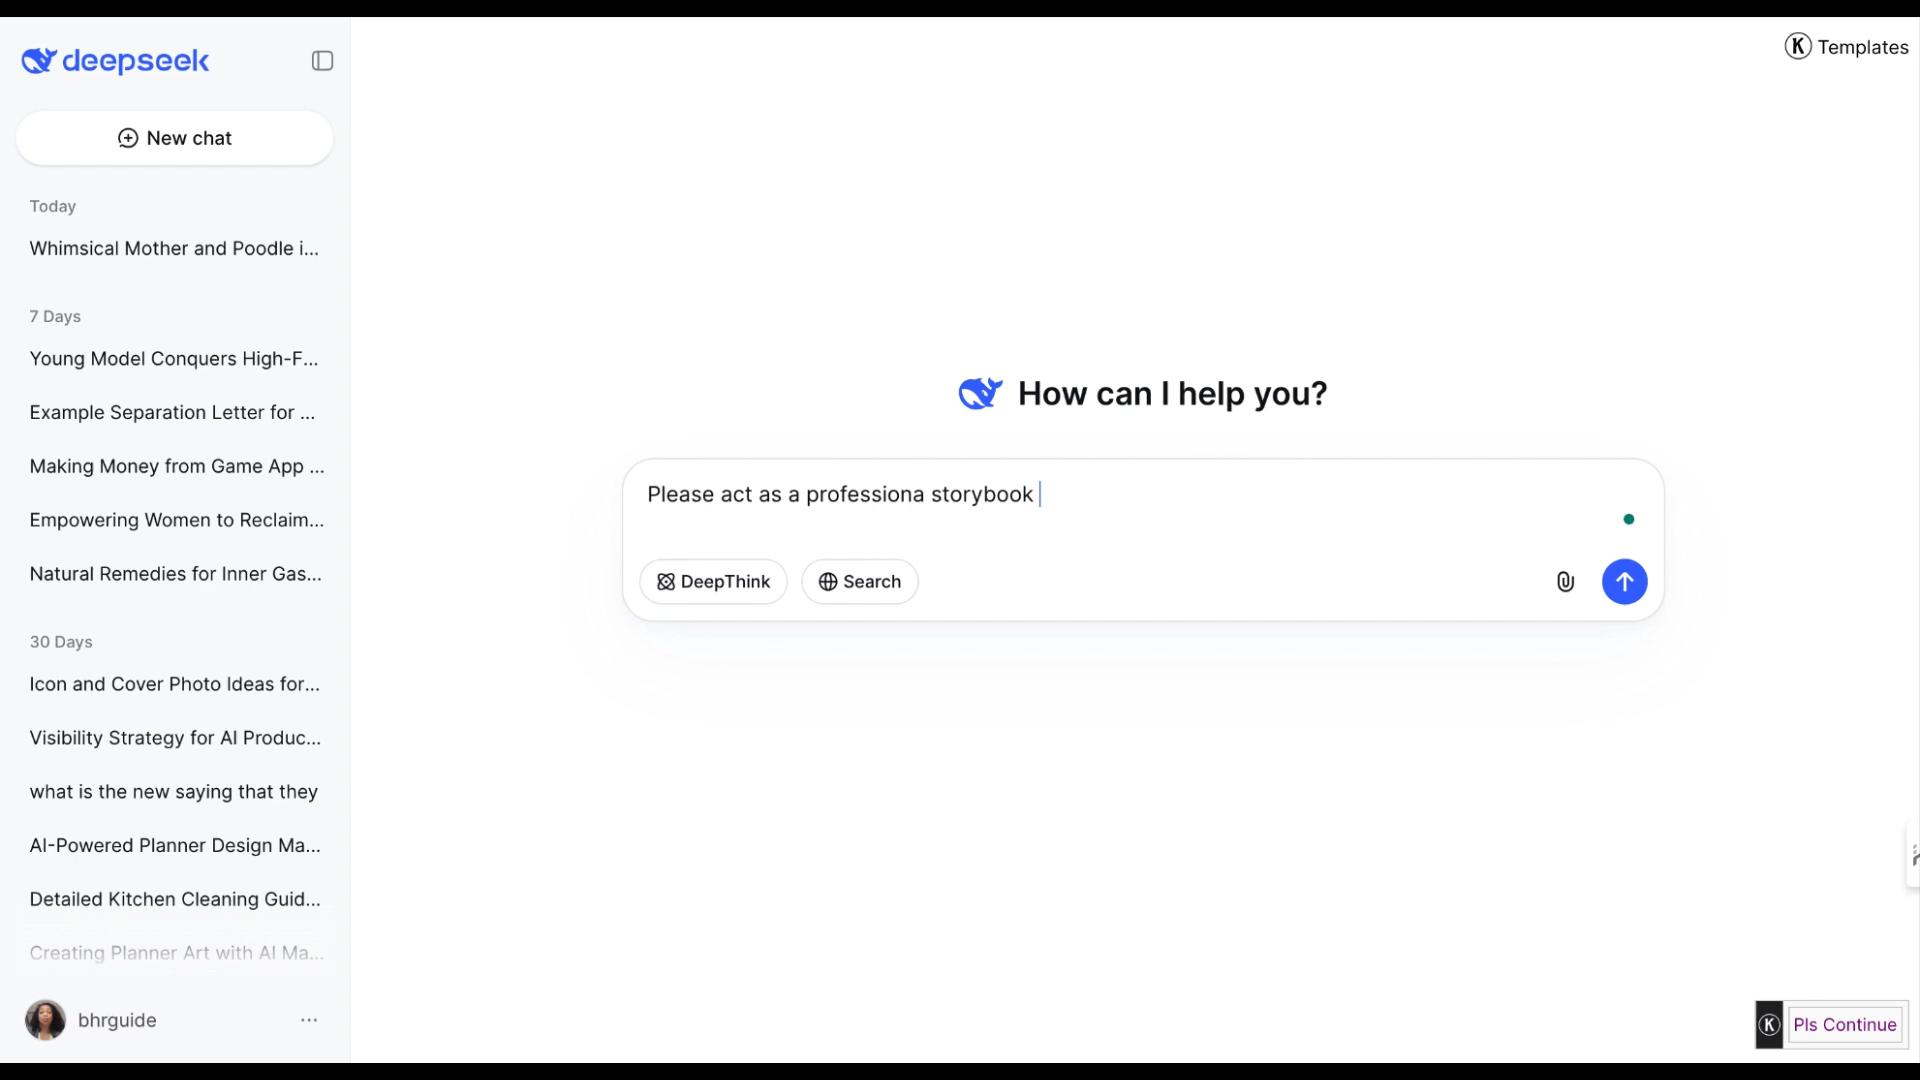 deepseek
Templates
New chat
Today
Whimsical Mother and Poodle i...
7 Days
Young Model Conquers High-F...
Example Separation Letter for ...
Making Money from Game App ...
Empowering Women to Reclaim...
Natural Remedies for Inner Gas...
30 Days
Icon and Cover Photo Ideas for...
Visibility Strategy for AI Produc...
what is the new saying that they
AI-Powered Planner Design Ma...
Detailed Kitchen Cleaning Guid...
Creating Planner Art with AI Ma...
bhrguide
How can I help you?
Please act as a professiona storybook
DeepThink
Search
K
Pls Continue